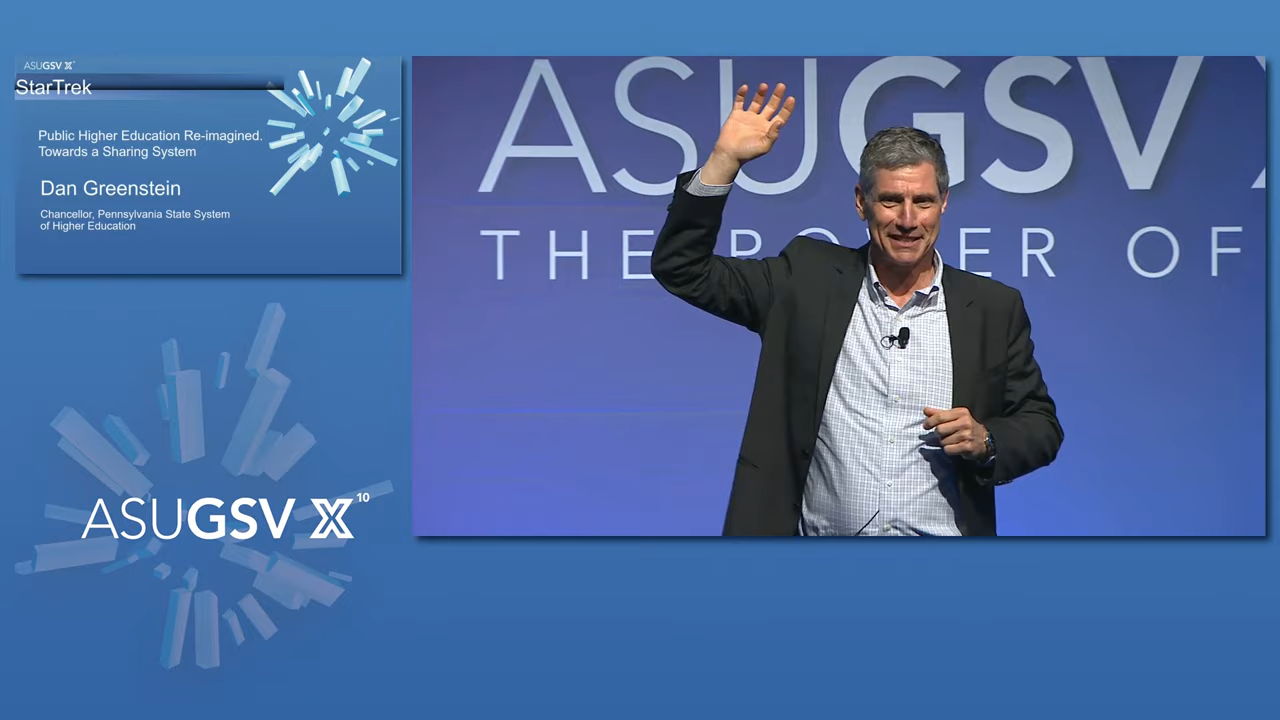 ASUGSV X
StarTrek
Public Higher Education Re-imagined.
Towards a Sharing System
Dan Greenstein
Chancellor, Pennsylvania State System
of Higher Education
ASUGSV X10
ASUGSV
THE POWER OF